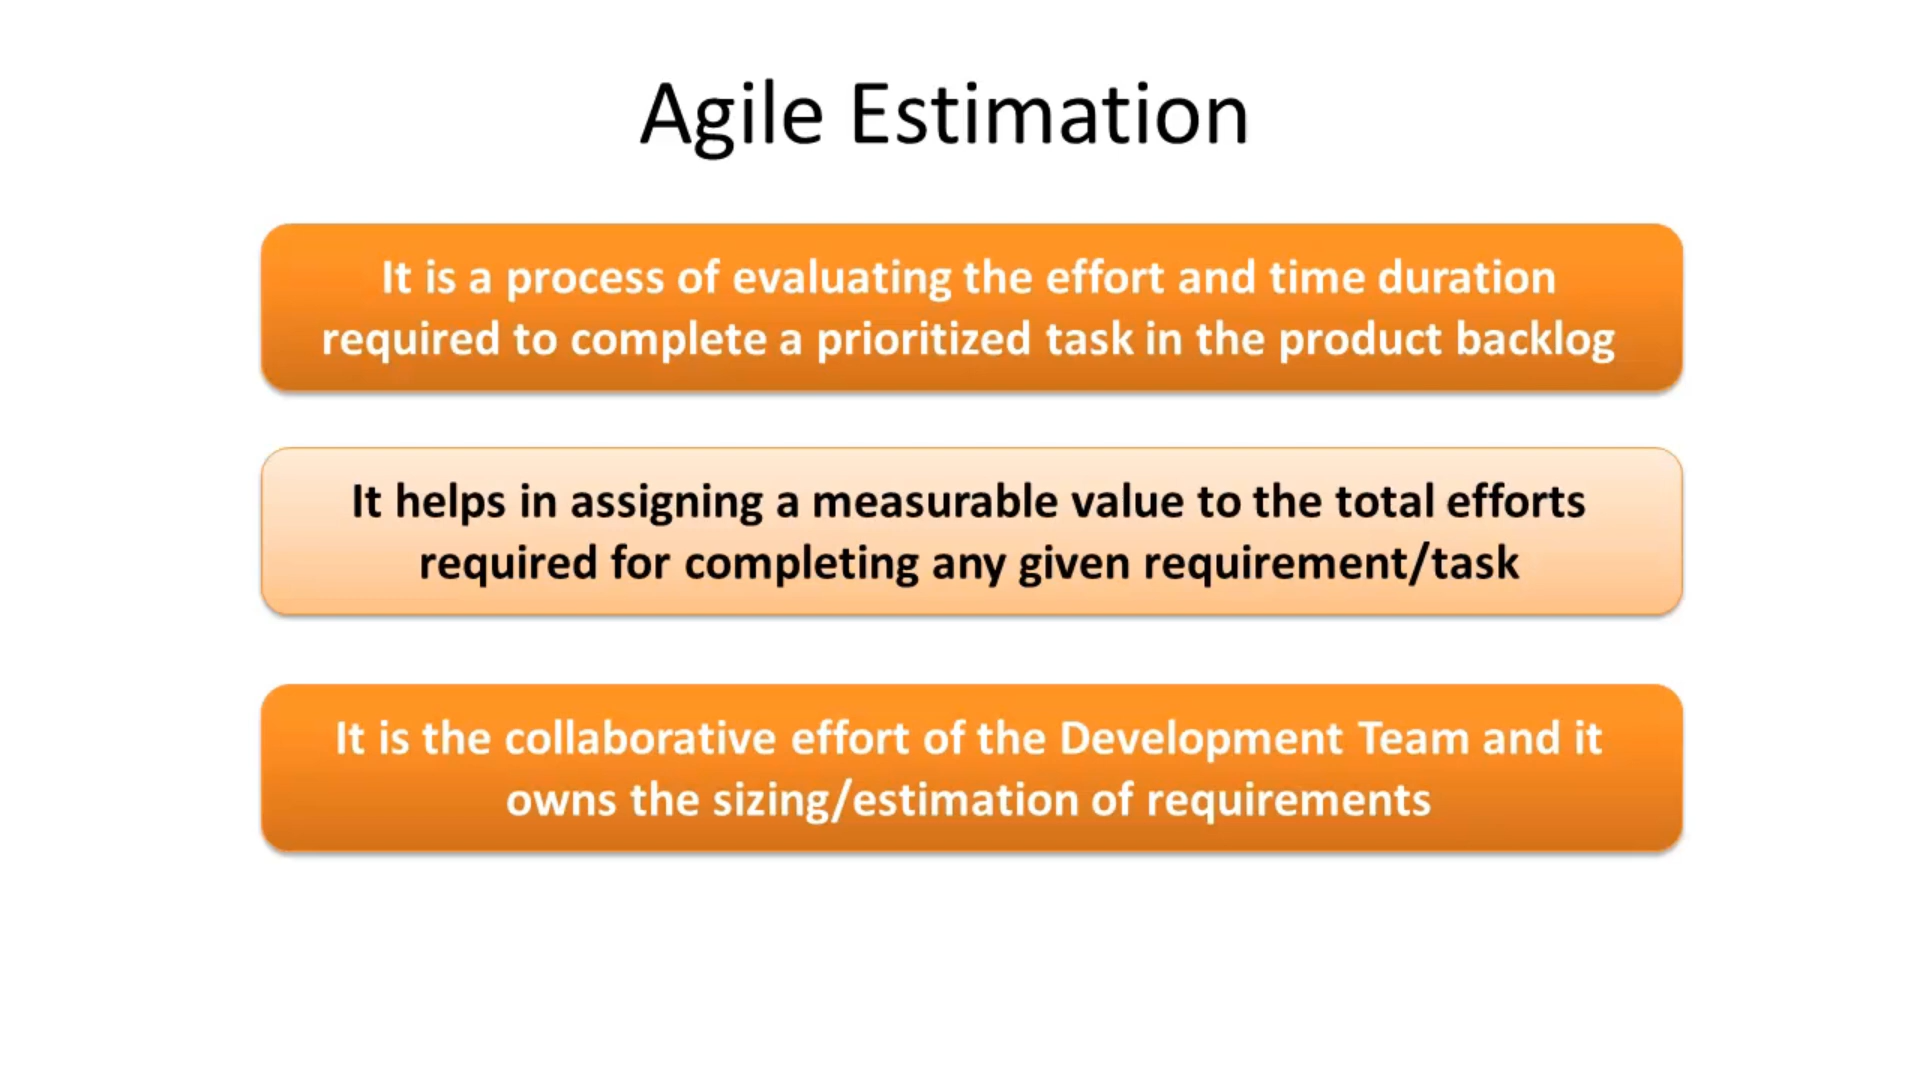 Agile Estimation
It is a process of evaluating the effort and time duration
required to complete a prioritized task in the product backlog
It helps in assigning a measurable value to the total efforts
required for completing any given requirement/task
It is the collaborative effort of the Development Team and it
owns the sizing/estimation of requirements